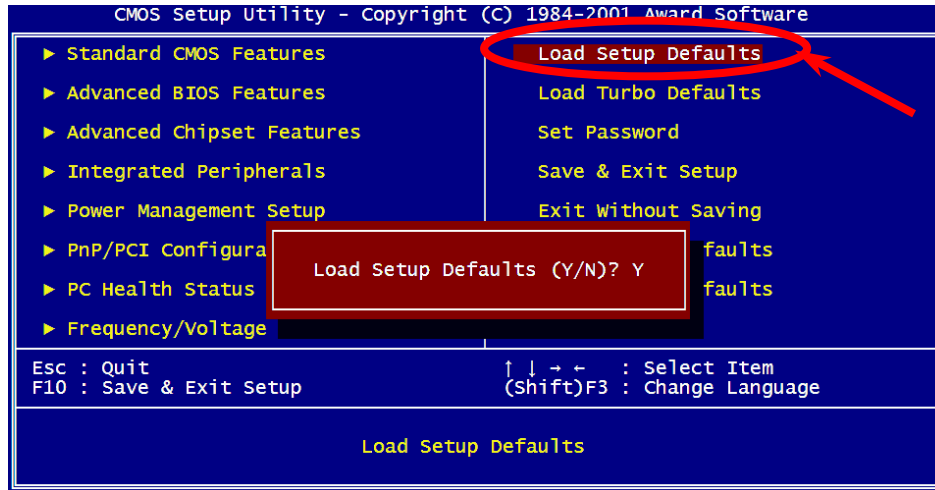 CMOS Setup Utility - Copyright (C) 1984-2001 Award Software
► Standard CMOS Features
► Advanced BIOS Features
► Advanced Chipset Features
► Integrated Peripherals
► Power Management Setup
► PnP/PCI Configura
► PC Health Status
► Frequency/Voltage
Load Setup Defaults
Load Turbo Defaults
Set Password
Save & Exit Setup
Exit Without Saving
faults
faults
Load Setup Defaults (Y/N)? Y
Esc : Quit
F10 : Save & Exit Setup
↑ ↓ → ← : Select Item
(Shift)F3 : Change Language
Load Setup Defaults